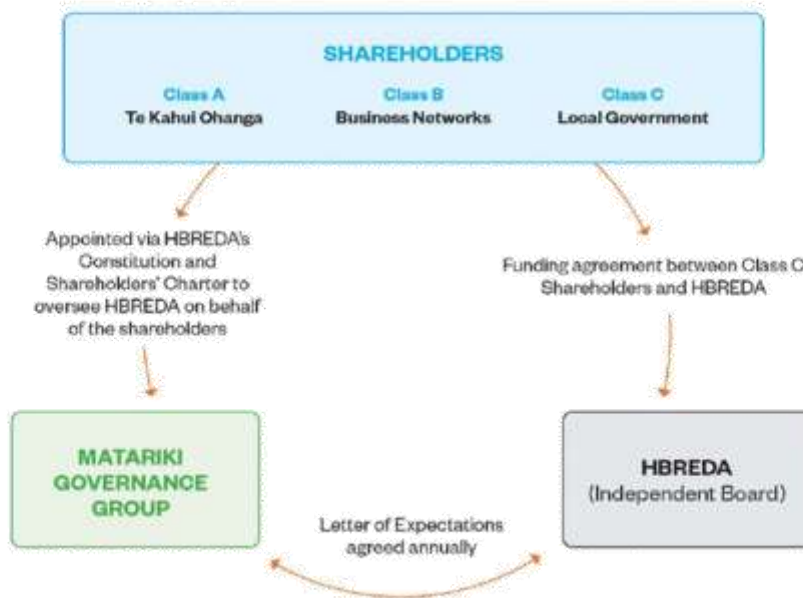 SHAREHOLDERS
Class A
Te Kahui Ohanga
Class B
Business Networks
Class C
Local Government
Appointed via HBREDA's
Constitution and
Shareholders' Charter to
oversee HBREDA on behalf
of the shareholders
Funding agreement between Class C
Shareholders and HBREDA
MATARIKI
GOVERNANCE
GROUP
HBREDA
(Independent Board)
Letter of Expectations
agreed annually